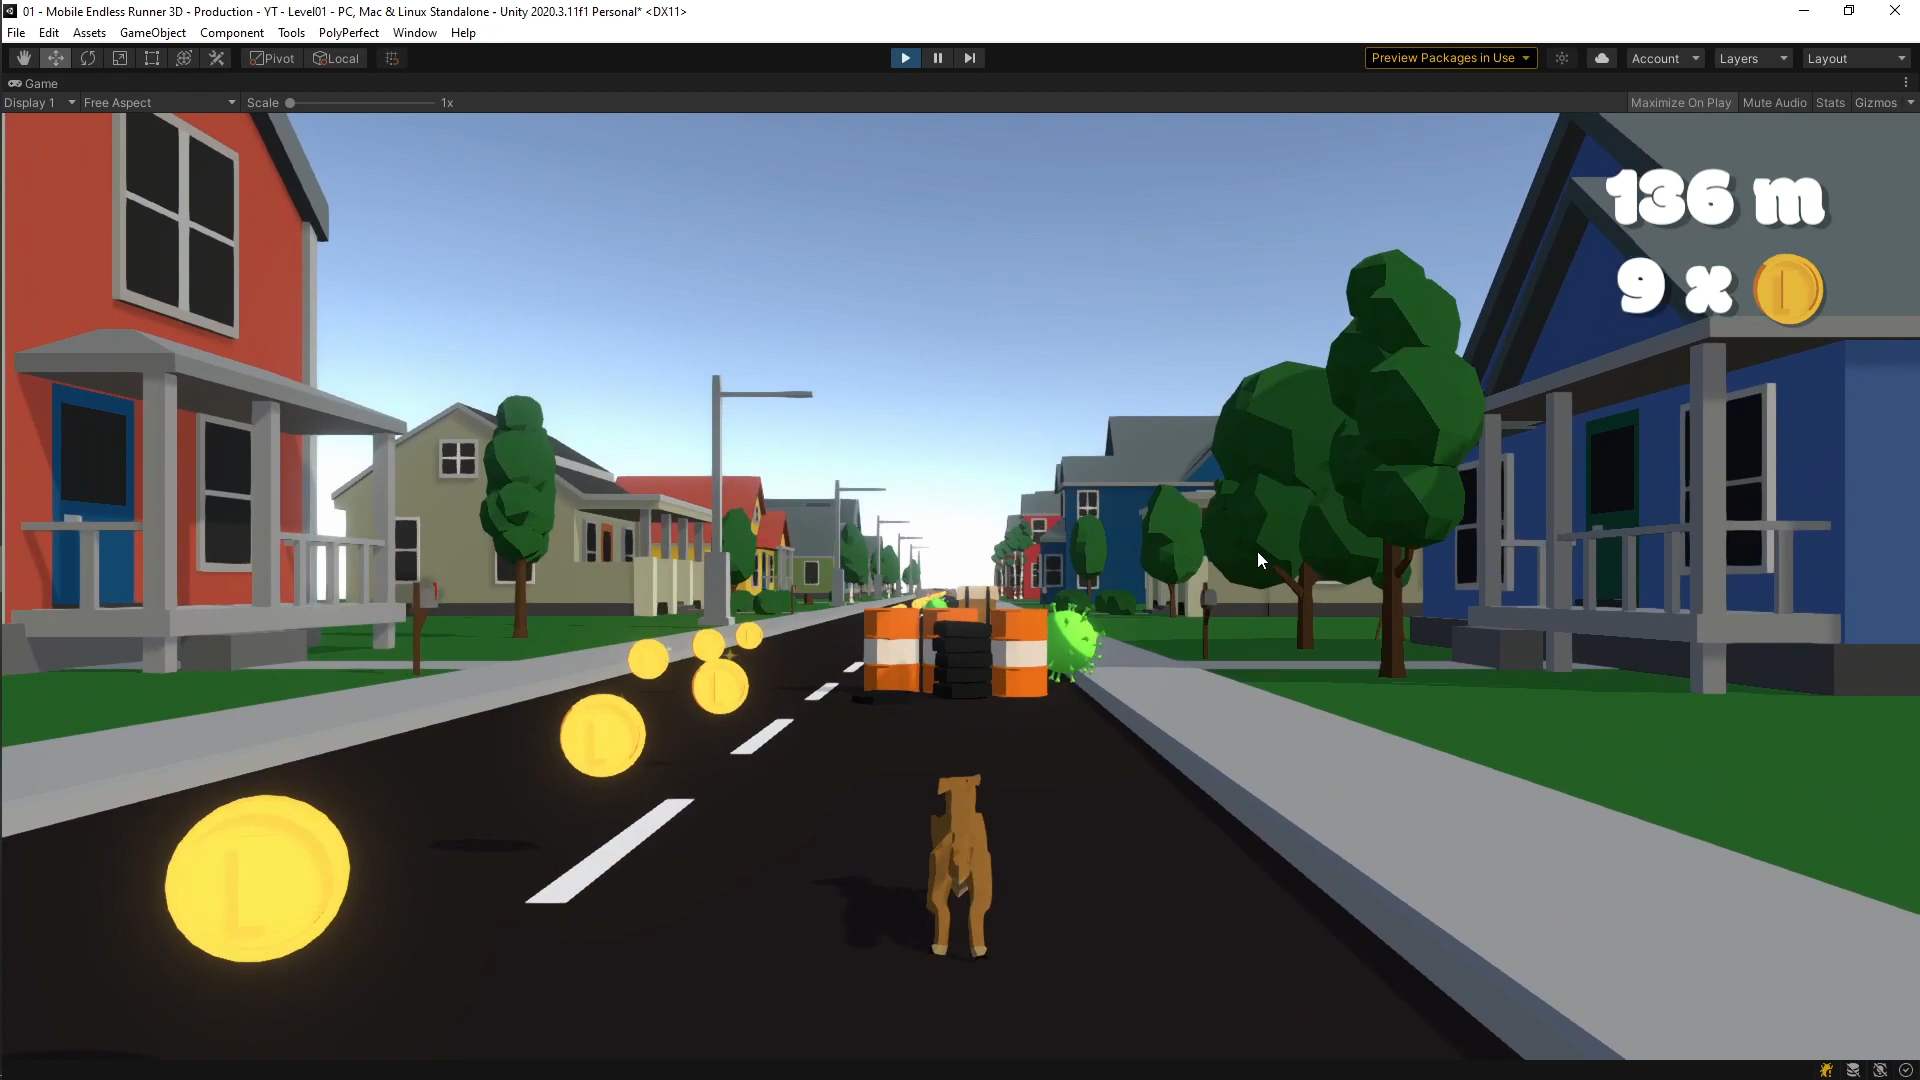 01 - Mobile Endless Runner 3D - Production - YT - Level01 - PC, Mac & Linux Standalone - Unity 2020.3.11f1 Personal* <DX11>
File Edit Assets GameObject Component Tools PolyPerfect Window Help
Pivot Local Preview Packages in Use Account Layers Layout
Game
Display 1 Free Aspect Scale 1x Maximize On Play Mute Audio Stats Gizmos
136 m
9 x
L
L